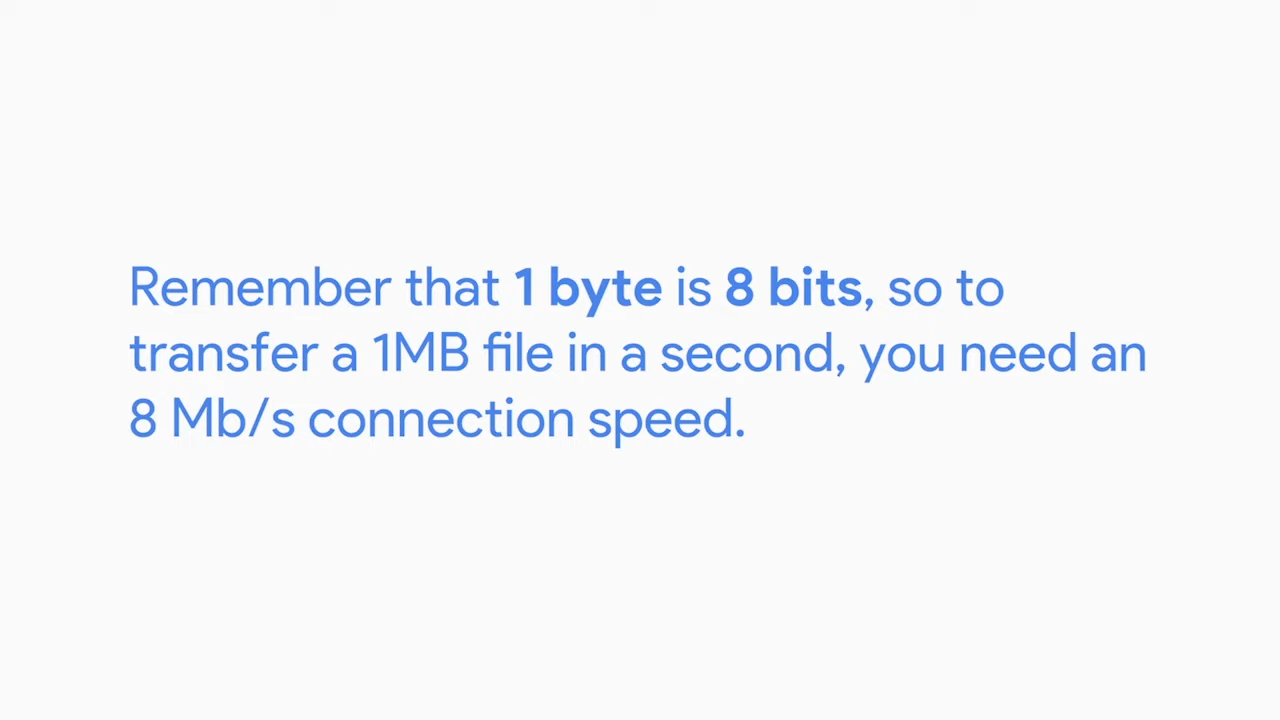 Remember that 1 byte is 8 bits, so to
transfer a 1MB file in a second, you need an
8 Mb/s connection speed.